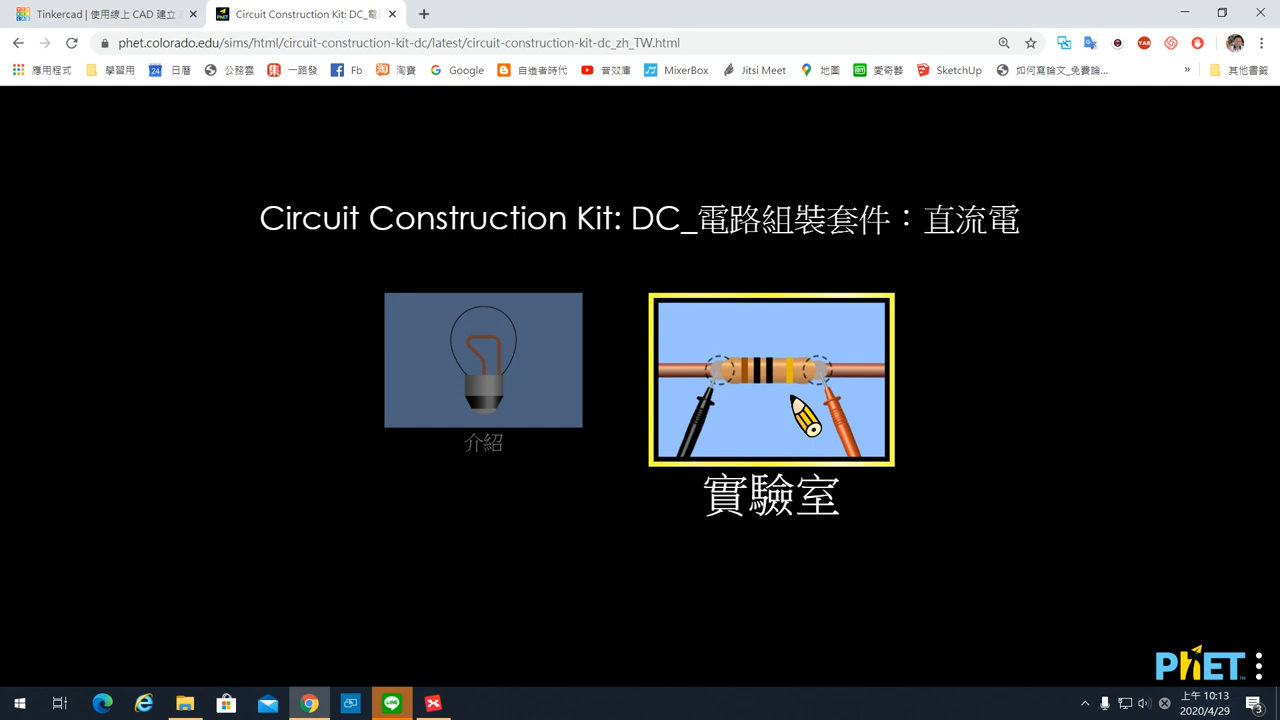 Tinkercad | 使用線上 CAD 建立
Circuit Construction Kit: DC_電
phet.colorado.edu/sims/html/circuit-construction-kit-dc/latest/circuit-construction-kit-dc_zh_TW.html
應用程式 學習用 24 日曆 公務雲 集 一路發 Fb 淘 淘寶 Google 自造者時代 音效庫 MixerBox Jitsi Meet 地圖 愛奇藝 SketchUp 如何寫論文_免費論... » 其他書籤
Circuit Construction Kit: DC_電路組裝套件：直流電
介紹
實驗室
PhET
上午 10:13
2020/4/29
LINE
3